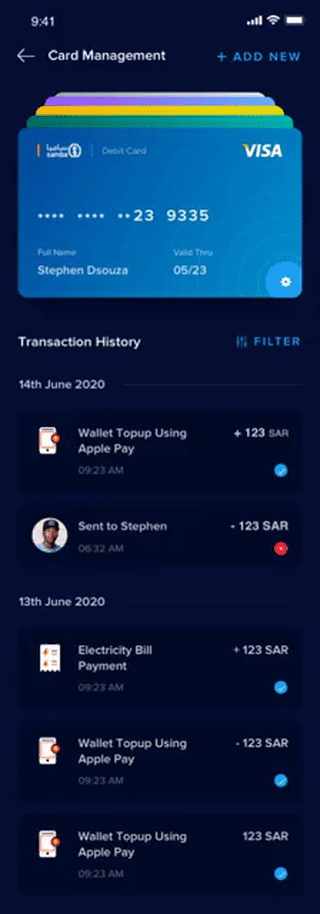 9:41
Card Management
+ ADD NEW
سامبا
samba
Debit Card
VISA
**** **** **23 9335
Full Name
Valid Thru
Stephen Dsouza
05/23
Transaction History
FILTER
14th June 2020
Wallet Topup Using
Apple Pay
+ 123 SAR
09:23 AM
Sent to Stephen
- 123 SAR
06:32 AM
13th June 2020
Electricity Bill
Payment
+ 123 SAR
09:23 AM
Wallet Topup Using
Apple Pay
- 123 SAR
09:23 AM
Wallet Topup Using
Apple Pay
123 SAR
09:23 AM